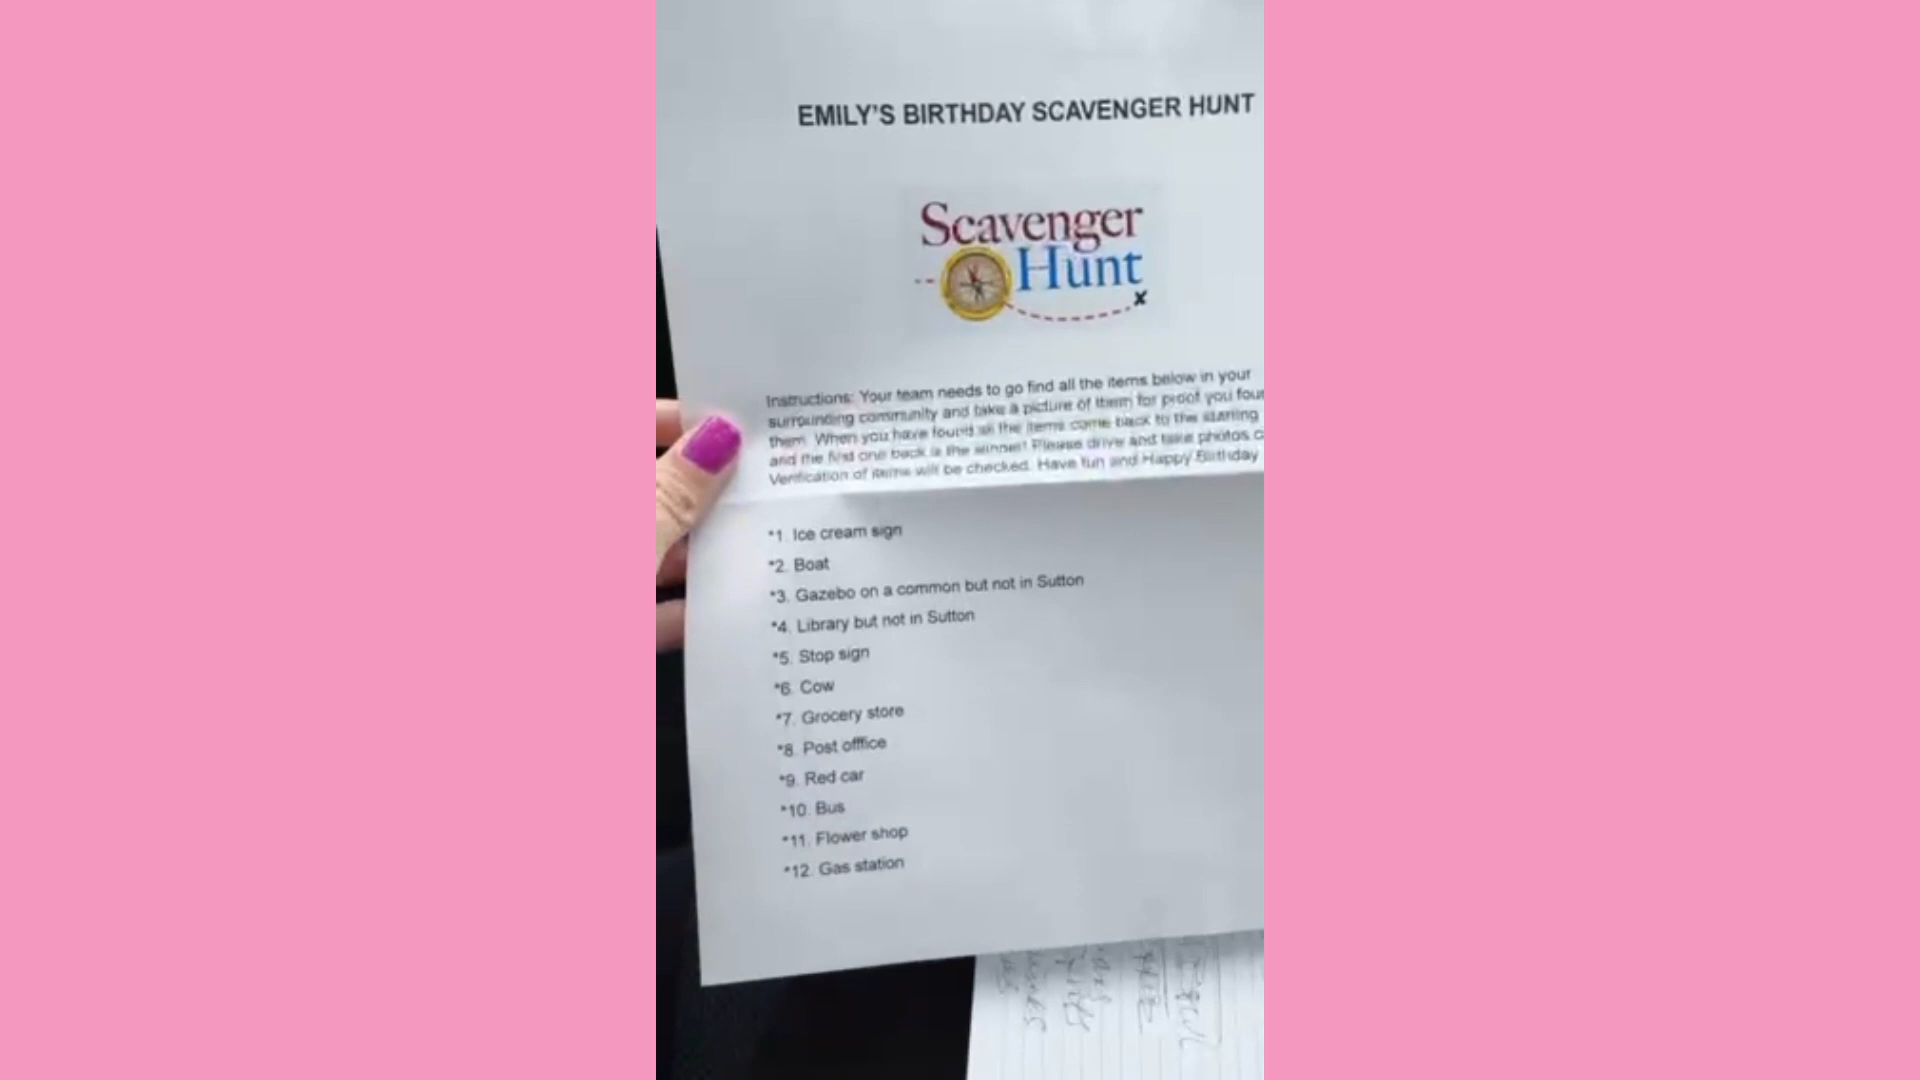 EMILY'S BIRTHDAY SCAVENGER HUNT
Scavenger
Hunt
Instructions: Your team needs to go find all the items below in your
surrounding community and take a picture of them for proof you
them. When you have found all the items come back to the starting
and the first one back is the winner! Please drive and take photos
Verification of items will be checked. Have fun and Happy Birthday
*1. Ice cream sign
*2. Boat
*3. Gazebo on a common but not in Sutton
*4. Library but not in Sutton
*5. Stop sign
*6. Cow
*7. Grocery store
*8. Post offfice
*9. Red car
*10. Bus
*11. Flower shop
*12. Gas station